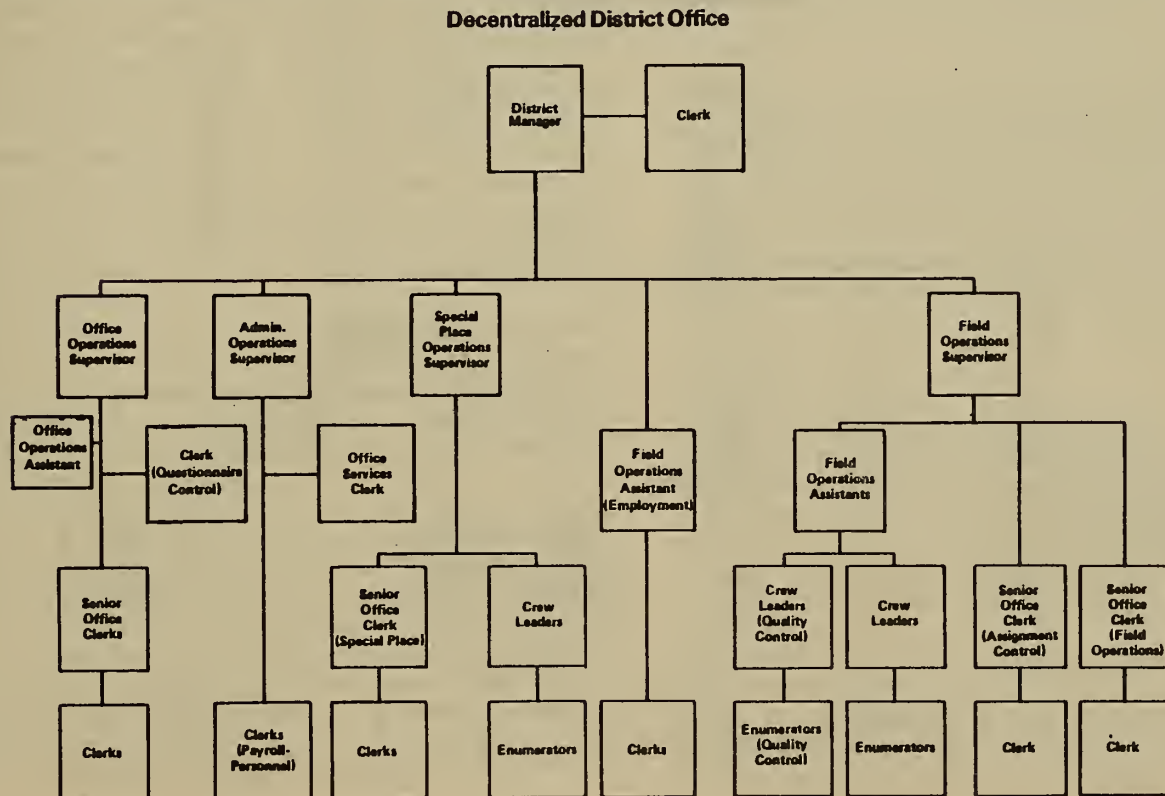 Decentralized District Office
District
Manager
Clerk
Office
Operations
Supervisor
Admin.
Operations
Supervisor
Special
Place
Operations
Supervisor
Field
Operations
Supervisor
Office
Operations
Assistant
Clerk
(Questionnaire
Control)
Office
Services
Clerk
Field
Operations
Assistant
(Employment)
Field
Operations
Assistants
Senior
Office
Clerks
Senior
Office
Clerk
(Special Place)
Crew
Leaders
Crew
Leaders
(Quality
Control)
Crew
Leaders
Senior
Office
Clerk
(Assignment
Control)
Senior
Office
Clerk
(Field
Operations)
Clerks
Clerks
(Payroll-
Personnel)
Clerks
Enumerators
Clerks
Enumerators
(Quality
Control)
Enumerators
Clerk
Clerk